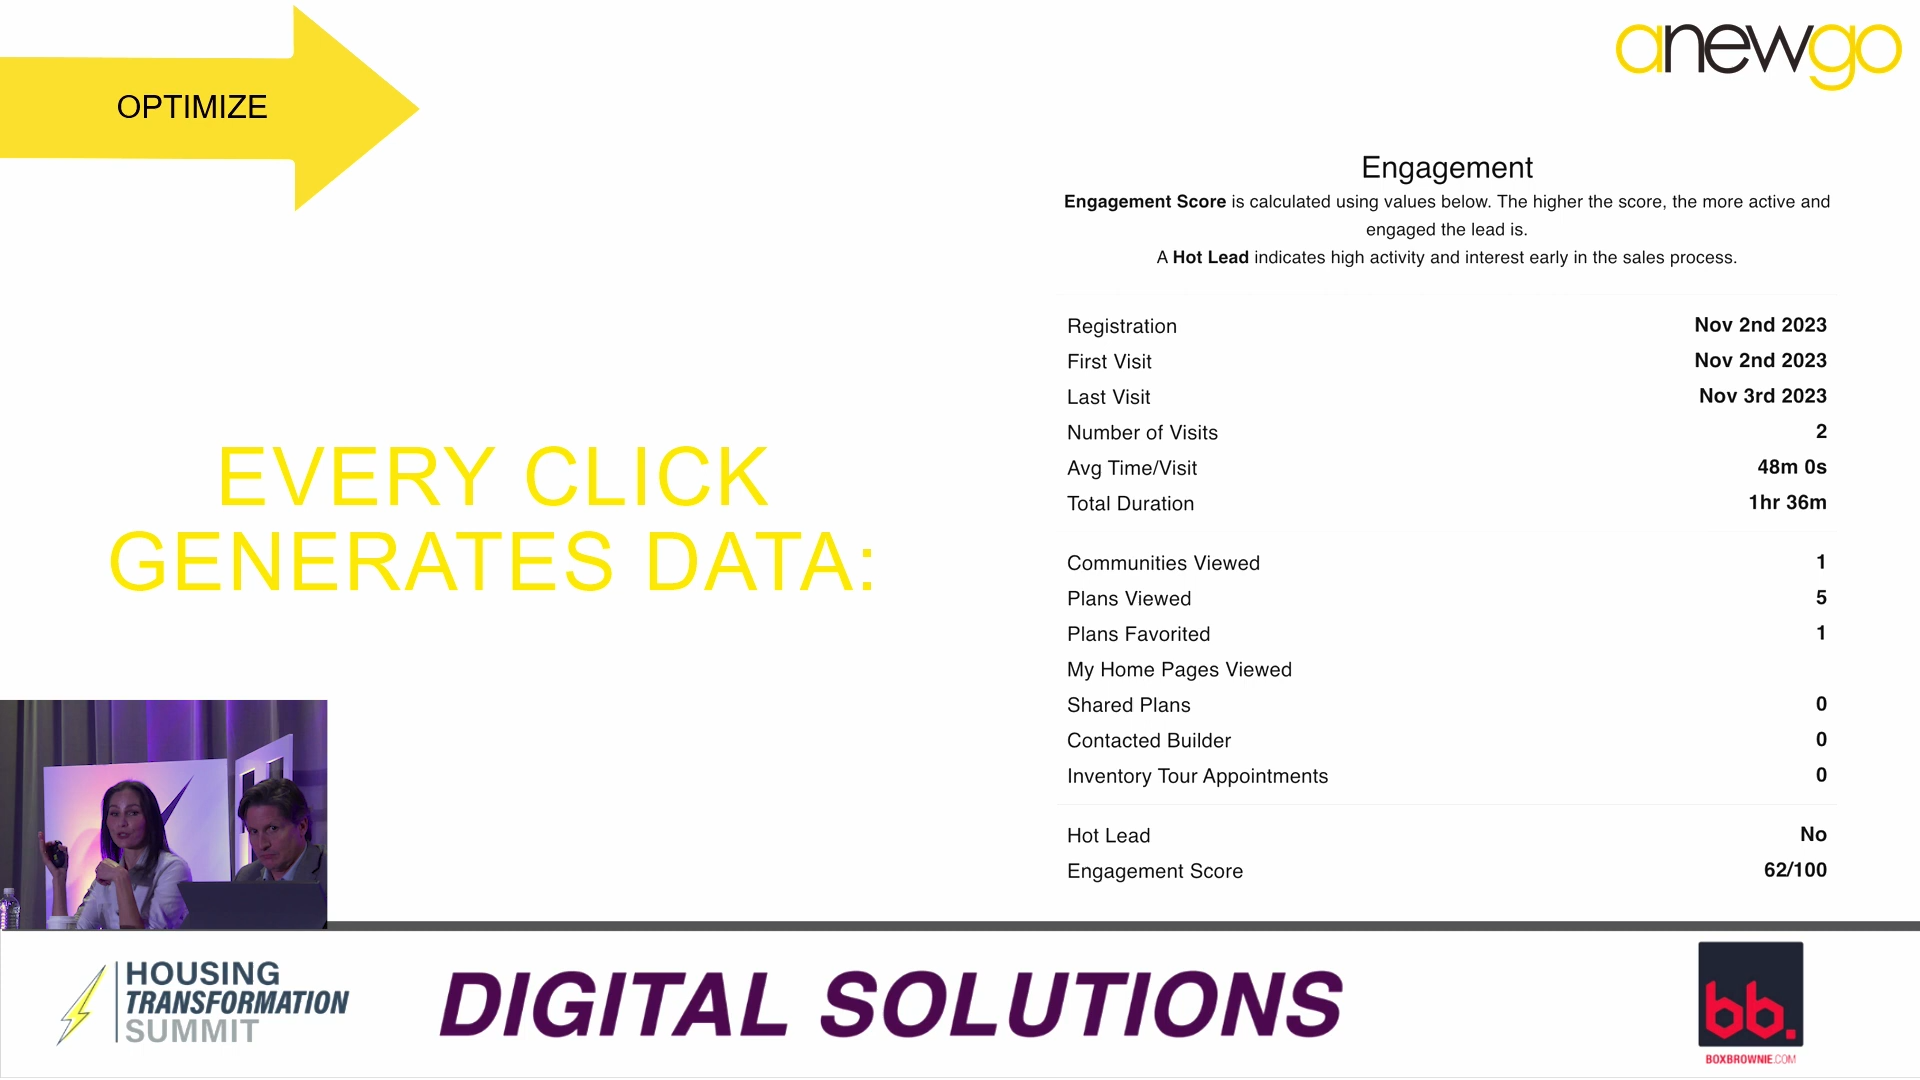 OPTIMIZE
anewgo
EVERY CLICK
GENERATES DATA:
Engagement
Engagement Score is calculated using values below. The higher the score, the more active and
engaged the lead is.
A Hot Lead indicates high activity and interest early in the sales process.
Registration Nov 2nd 2023
First Visit Nov 2nd 2023
Last Visit Nov 3rd 2023
Number of Visits 2
Avg Time/Visit 48m 0s
Total Duration 1hr 36m
Communities Viewed 1
Plans Viewed 5
Plans Favorited 1
My Home Pages Viewed
Shared Plans 0
Contacted Builder 0
Inventory Tour Appointments 0
Hot Lead No
Engagement Score 62/100
HOUSING
TRANSFORMATION
SUMMIT
DIGITAL SOLUTIONS
bb.
BOXBROWNIE.COM